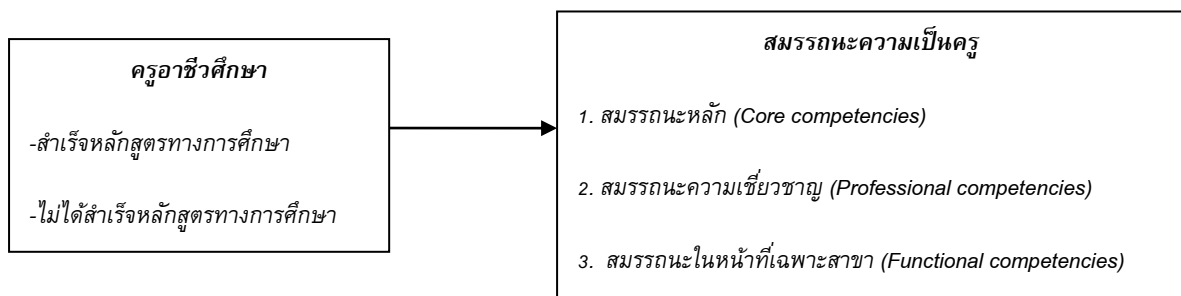 ครูอาชีวศึกษา
-สำเร็จหลักสูตรทางการศึกษา
-ไม่ได้สำเร็จหลักสูตรทางการศึกษา
สมรรถนะความเป็นครู
1. สมรรถนะหลัก (Core competencies)
2. สมรรถนะความเชี่ยวชาญ (Professional competencies)
3. สมรรถนะในหน้าที่เฉพาะสาขา (Functional competencies)